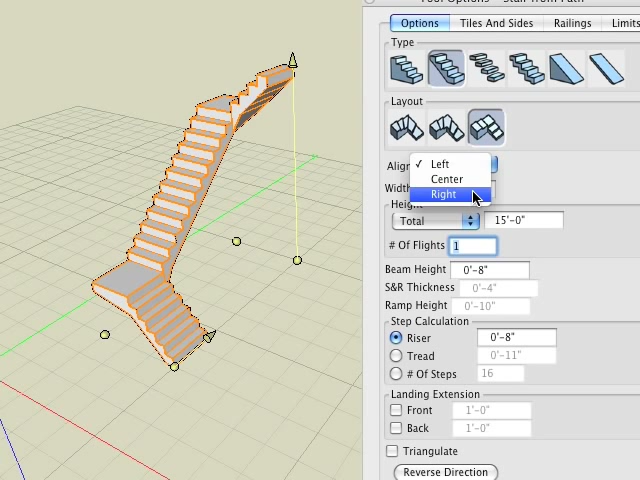 Tool Options - Stair from Path
Options Tiles And Sides Railings Limits
Type
Layout
Align
✓ Left
Center
Right
Width
Height
Total 15'-0"
# Of Flights 1
Beam Height 0'-8"
S&R Thickness 0'-4"
Ramp Height 0'-10"
Step Calculation
Riser 0'-8"
Tread 0'-11"
# Of Steps 16
Landing Extension
Front 1'-0"
Back 1'-0"
Triangulate
Reverse Direction